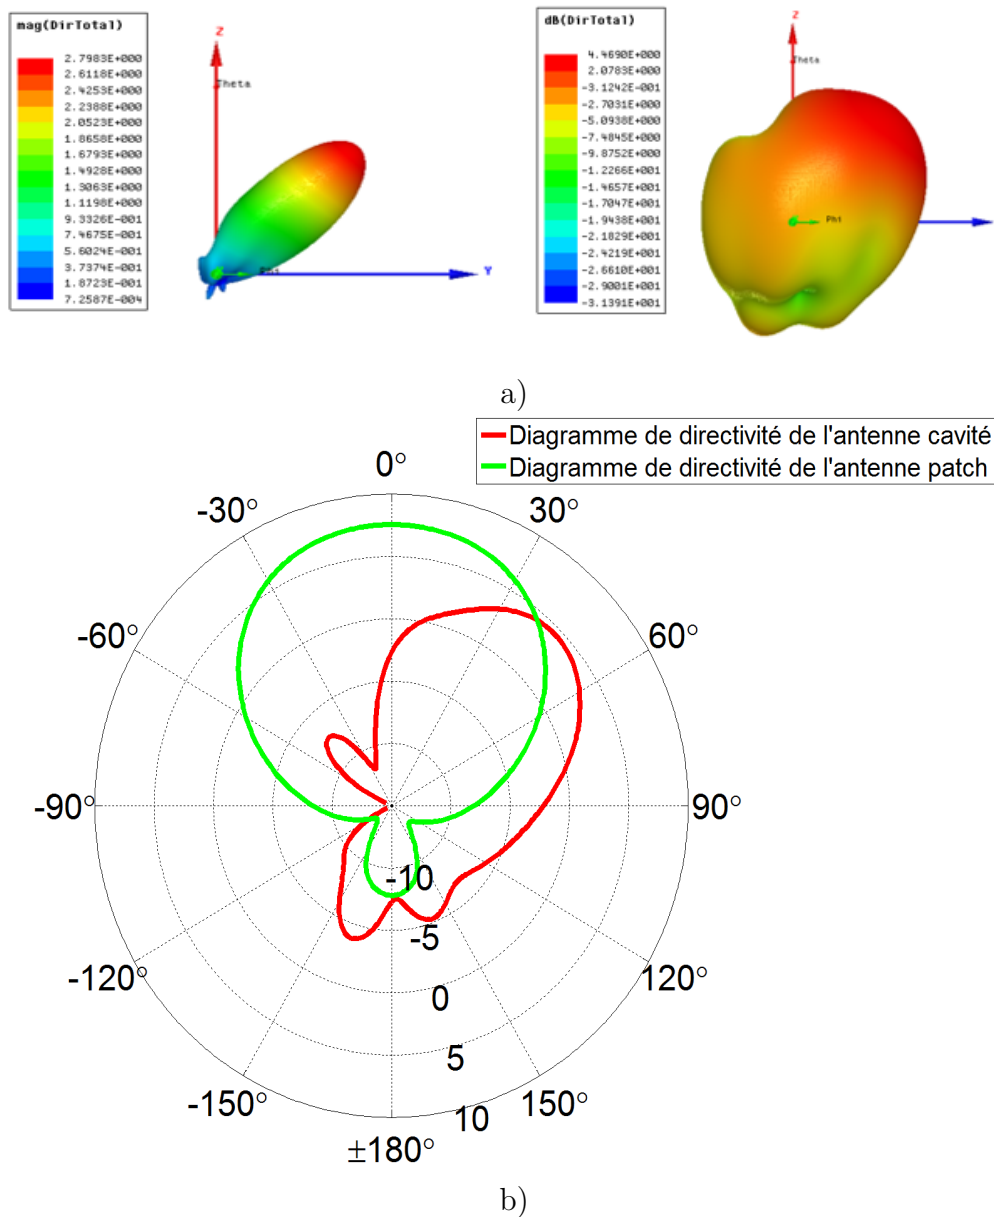 mag(DirTotal)
2.7983E+000
2.6118E+000
2.4253E+000
2.2388E+000
2.0523E+000
1.8658E+000
1.6793E+000
1.4928E+000
1.3063E+000
1.1198E+000
9.3326E-001
7.4675E-001
5.6024E-001
3.7374E-001
1.8723E-001
7.2587E-004
Z
Theta
Phi
Y
dB(DirTotal)
4.4690E+000
2.0783E+000
-3.1242E-001
-2.7031E+000
-5.0938E+000
-7.4845E+000
-9.8752E+000
-1.2266E+001
-1.4657E+001
-1.7047E+001
-1.9438E+001
-2.1829E+001
-2.4219E+001
-2.6610E+001
-2.9001E+001
-3.1391E+001
Z
Theta
Phi
a)
Diagramme de directivité de l'antenne cavité
Diagramme de directivité de l'antenne patch
0°
-30°
30°
-60°
60°
-90°
90°
-10
-5
-120°
120°
0
5
-150°
10
150°
±180°
b)